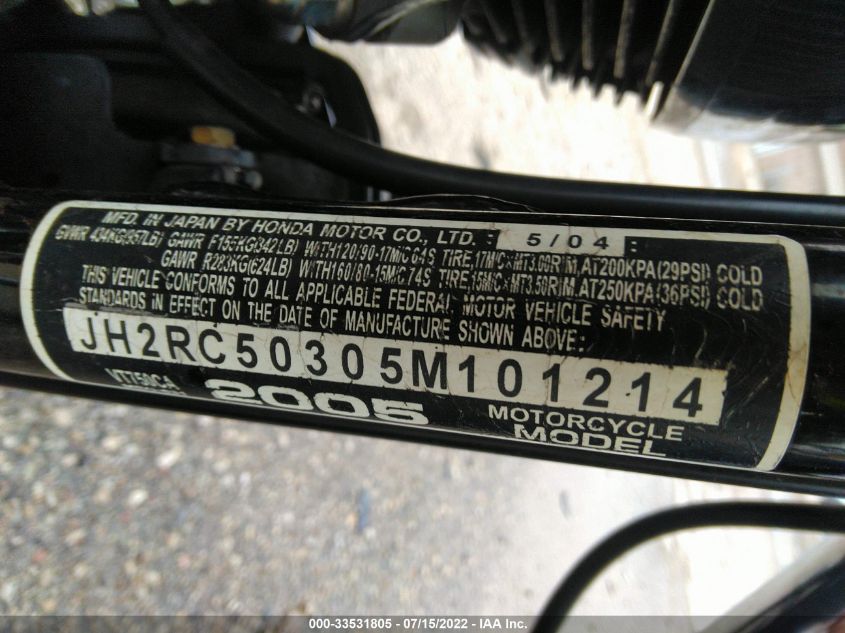 MFD. IN JAPAN BY HONDA MOTOR CO., LTD.: 5/04:
GVWR 434KG(957LB) GAWR F155KG(342LB) WITH120/90-17M/C 64S TIRE,17M/C×MT3.00RIM,AT200KPA(29PSI) COLD
GAWR R283KG(624LB) WITH160/80-15M/C 74S TIRE,15M/C×MT3.50RIM,AT250KPA(36PSI) COLD
THIS VEHICLE CONFORMS TO ALL APPLICABLE FEDERAL MOTOR VEHICLE SAFETY
STANDARDS IN EFFECT ON THE DATE OF MANUFACTURE SHOWN ABOVE:
JH2RC50305M101214
VT750CA 2005 MOTORCYCLE
MODEL
000-33531805 - 07/15/2022 - IAA Inc.